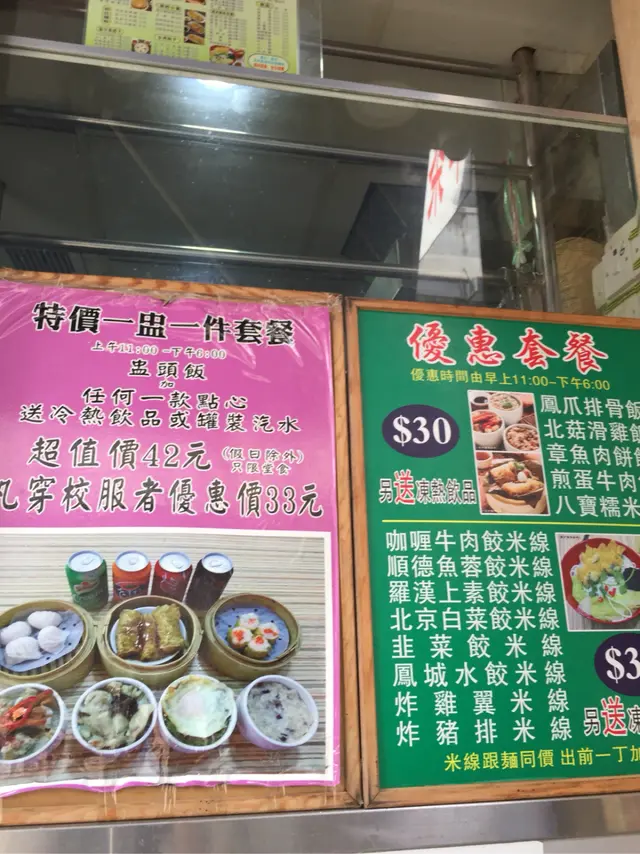 特價一盅一件套餐
上午11:00-下午6:00
盅頭飯
加
任何一款點心
送冷熱飲品或罐裝汽水
超值價42元 (假日除外)
只限堂食
凡穿校服者優惠價33元
優惠套餐
優惠時間由早上11:00-下午6:00
$30
另送凍熱飲品
鳳爪排骨飯
北菇滑雞飯
章魚肉餅飯
煎蛋牛肉
八寶糯米
咖喱牛肉餃米線
順德魚蓉餃米線
羅漢上素餃米線
北京白菜餃米線
韭菜餃米線
鳳城水餃米線
炸雞翼米線
炸豬排米線
$3
另送凍
米線跟麵同價 出前一丁加